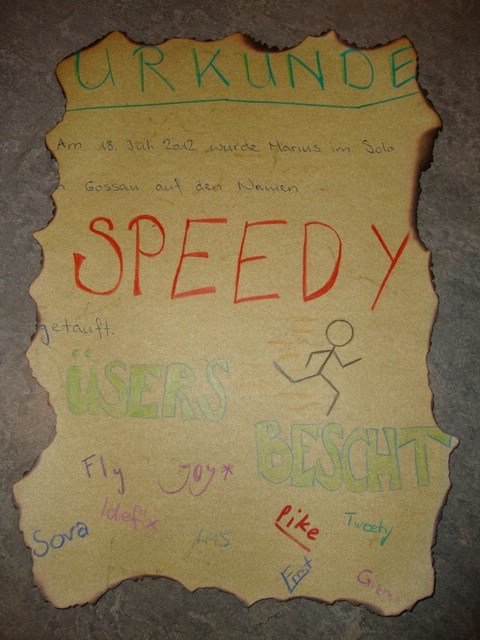 URKUNDE
Am 18. Juli 2012 wurde Marius im Sola
in Gossau auf den Namen
SPEEDY
getauft.
ÜSERS
BESCHT
Fly Joy*
Idefix
Sova Pike Tweety